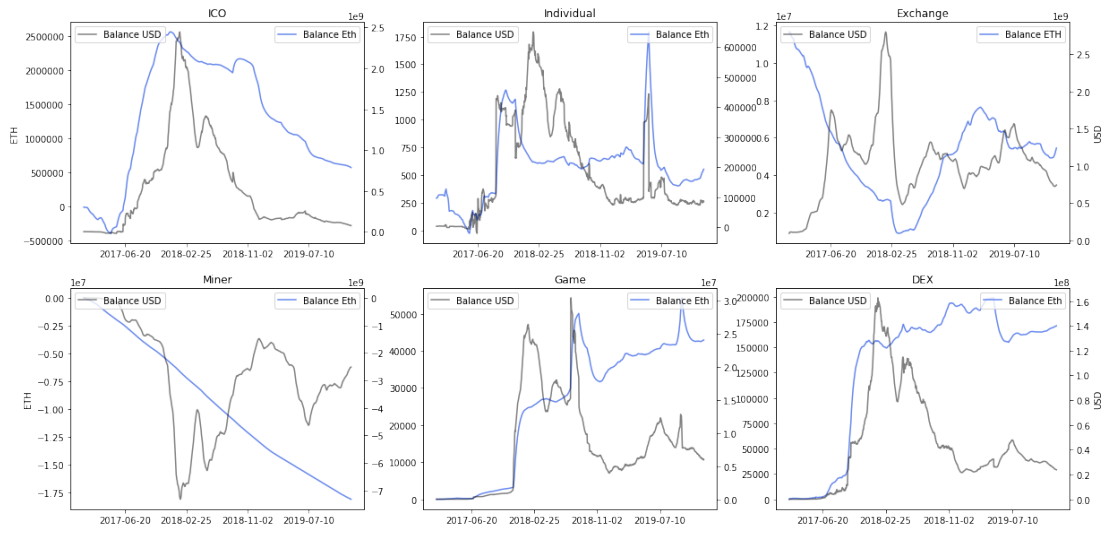 ICO
1e9
Balance USD
Balance Eth
ETH
2500000
2000000
1500000
1000000
500000
0
−500000
2.5
2.0
1.5
1.0
0.5
0.0
2017-06-20 2018-02-25 2018-11-02 2019-07-10
Individual
Balance USD
Balance Eth
1750
1500
1250
1000
750
500
250
0
600000
500000
400000
300000
200000
100000
0
2017-06-20 2018-02-25 2018-11-02 2019-07-10
Exchange
1e7
1e9
Balance USD
Balance ETH
1.2
1.0
0.8
0.6
0.4
0.2
2.5
2.0
1.5
1.0
0.5
0.0
USD
2017-06-20 2018-02-25 2018-11-02 2019-07-10
Miner
1e7
1e9
Balance USD
Balance Eth
ETH
0.00
−0.25
−0.50
−0.75
−1.00
−1.25
−1.50
−1.75
0
−1
−2
−3
−4
−5
−6
−7
2017-06-20 2018-02-25 2018-11-02 2019-07-10
Game
1e7
Balance USD
Balance Eth
50000
40000
30000
20000
10000
0
3.0
2.5
2.0
1.5
1.0
0.5
0.0
2017-06-20 2018-02-25 2018-11-02 2019-07-10
DEX
1e8
Balance USD
Balance Eth
200000
175000
150000
125000
100000
75000
50000
25000
0
1.6
1.4
1.2
1.0
0.8
0.6
0.4
0.2
0.0
USD
2017-06-20 2018-02-25 2018-11-02 2019-07-10